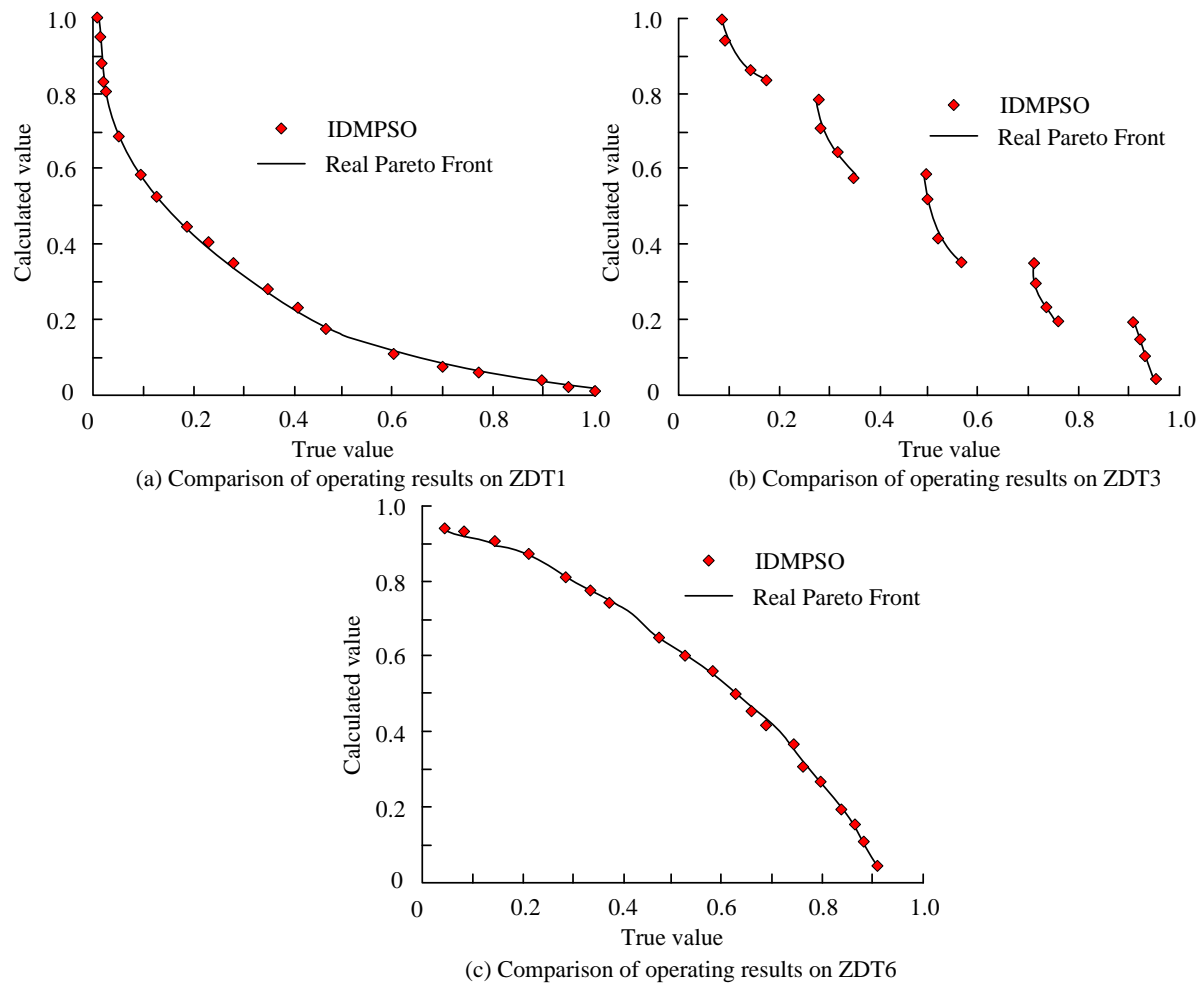 1.0
0.8
0.6
0.4
0.2
0
Calculated value
IDMPSO
Real Pareto Front
0 0.2 0.4 0.6 0.8 1.0
True value
(a) Comparison of operating results on ZDT1
1.0
0.8
0.6
0.4
0.2
0
Calculated value
IDMPSO
Real Pareto Front
0 0.2 0.4 0.6 0.8 1.0
True value
(b) Comparison of operating results on ZDT3
1.0
0.8
0.6
0.4
0.2
0
Calculated value
IDMPSO
Real Pareto Front
0 0.2 0.4 0.6 0.8 1.0
True value
(c) Comparison of operating results on ZDT6